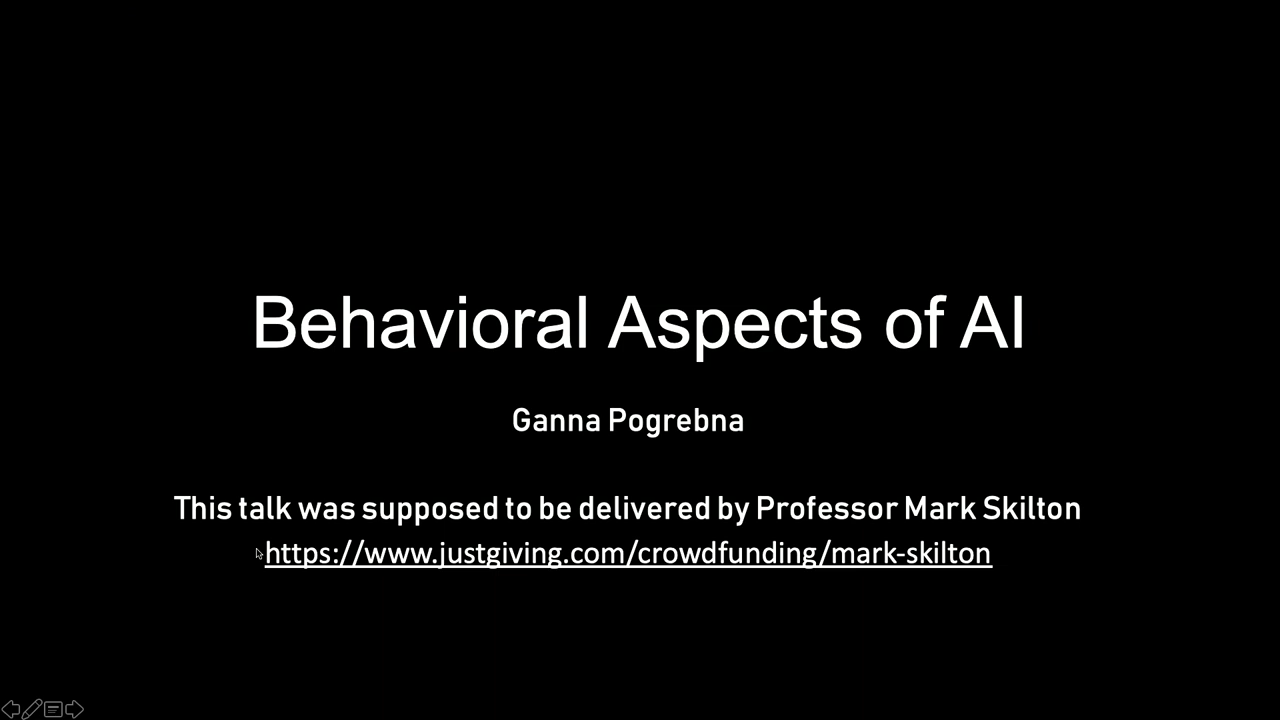 Behavioral Aspects of AI
Ganna Pogrebna
This talk was supposed to be delivered by Professor Mark Skilton
https://www.justgiving.com/crowdfunding/mark-skilton